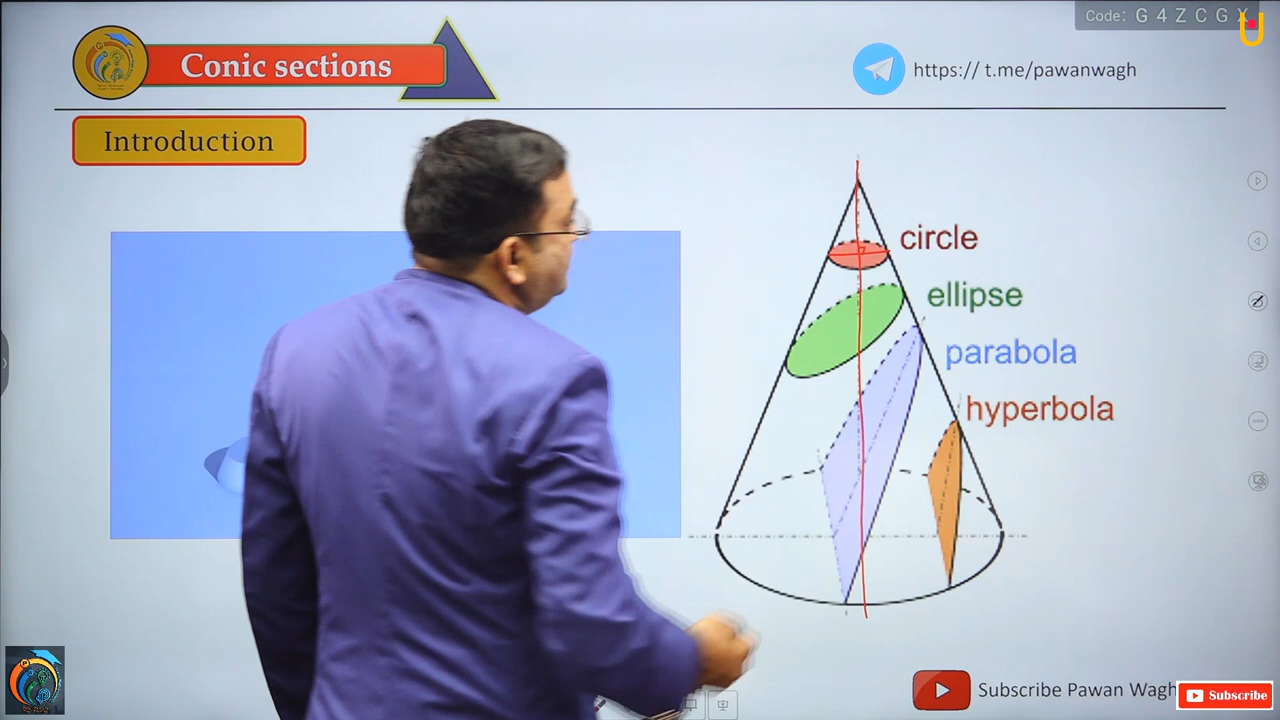 Code: G 4 Z C G X
Conic sections
https:// t.me/pawanwagh
Introduction
circle
ellipse
parabola
hyperbola
Subscribe Pawan Wagh
Subscribe